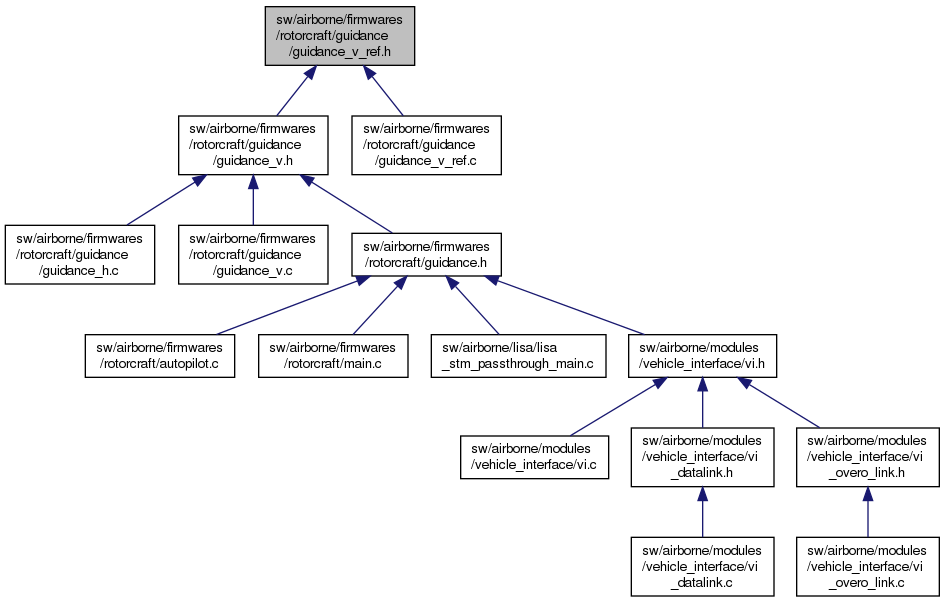 sw/airborne/firmwares
/rotorcraft/guidance
/guidance_v_ref.h
sw/airborne/firmwares
/rotorcraft/guidance
/guidance_v.h
sw/airborne/firmwares
/rotorcraft/guidance
/guidance_v_ref.c
sw/airborne/firmwares
/rotorcraft/guidance
/guidance_h.c
sw/airborne/firmwares
/rotorcraft/guidance
/guidance_v.c
sw/airborne/firmwares
/rotorcraft/guidance.h
sw/airborne/firmwares
/rotorcraft/autopilot.c
sw/airborne/firmwares
/rotorcraft/main.c
sw/airborne/lisa/lisa
_stm_passthrough_main.c
sw/airborne/modules
/vehicle_interface/vi.h
sw/airborne/modules
/vehicle_interface/vi.c
sw/airborne/modules
/vehicle_interface/vi
_datalink.h
sw/airborne/modules
/vehicle_interface/vi
_overo_link.h
sw/airborne/modules
/vehicle_interface/vi
_datalink.c
sw/airborne/modules
/vehicle_interface/vi
_overo_link.c